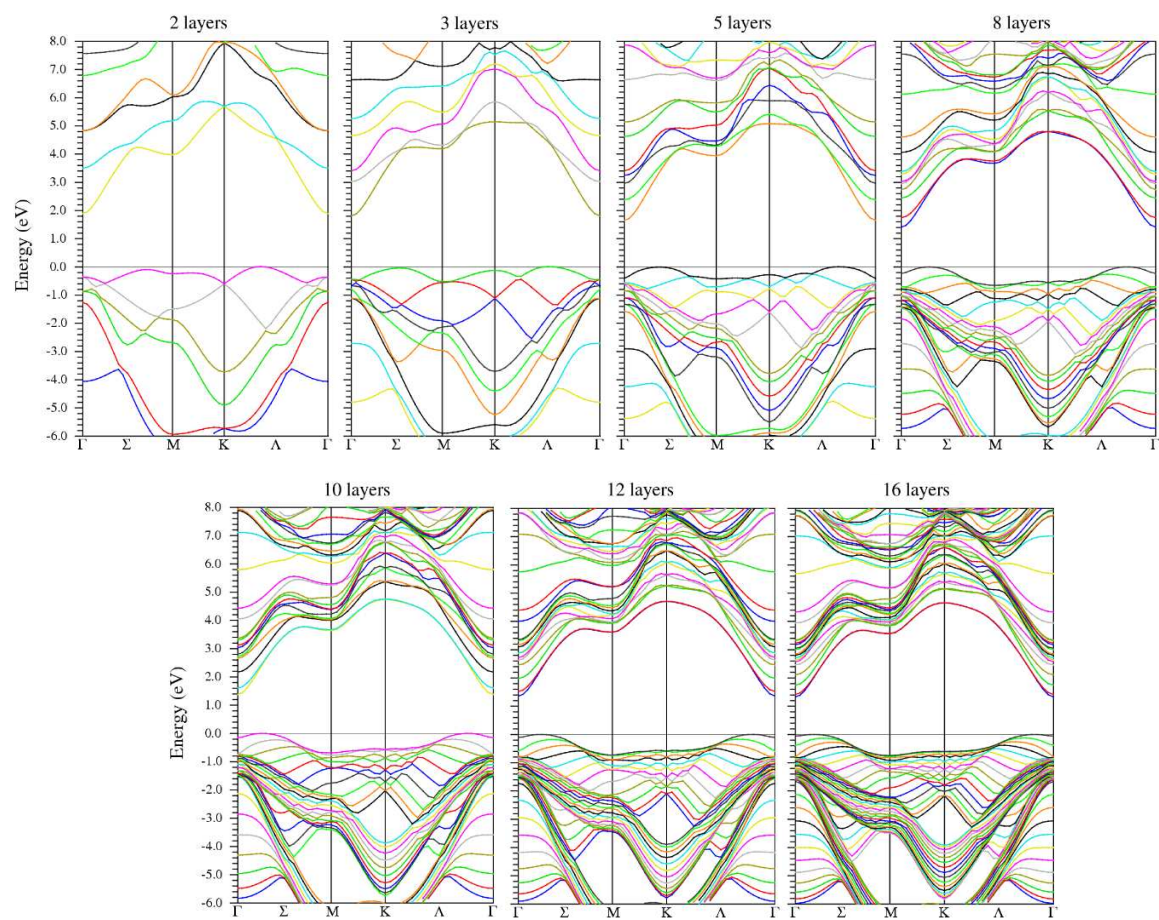 2 layers
3 layers
5 layers
8 layers
Energy (eV)
8.0
7.0
6.0
5.0
4.0
3.0
2.0
1.0
0.0
-1.0
-2.0
-3.0
-4.0
-5.0
-6.0
Γ Σ M K Λ Γ
Γ Σ M K Λ Γ
Γ Σ M K Λ Γ
Γ Σ M K Λ Γ
10 layers
12 layers
16 layers
Energy (eV)
8.0
7.0
6.0
5.0
4.0
3.0
2.0
1.0
0.0
-1.0
-2.0
-3.0
-4.0
-5.0
-6.0
Γ Σ M K Λ Γ
Γ Σ M K Λ Γ
Γ Σ M K Λ Γ